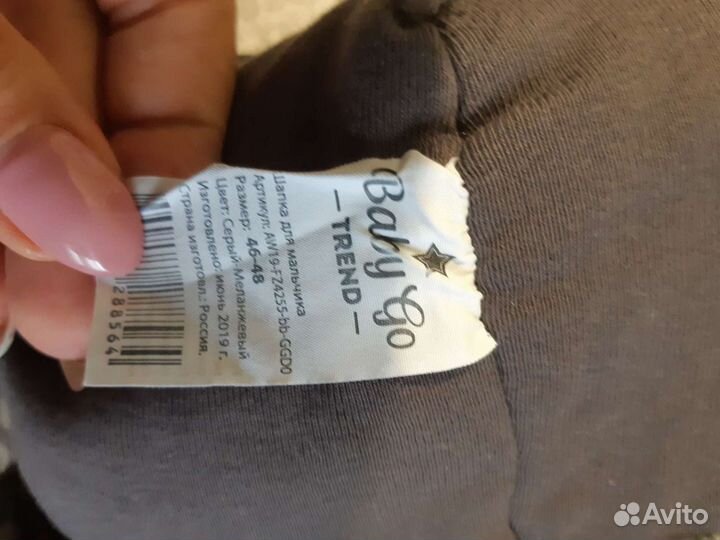 Baby Go
— TREND —
Шапка для мальчика
Артикул: AW19-FZ4255-bb-GGD0
Размер: 46-48
Цвет: Серый-Меланжевый
Изготовлено: июнь 2019 г.
Страна изготовл.: Россия.
288564
Avito